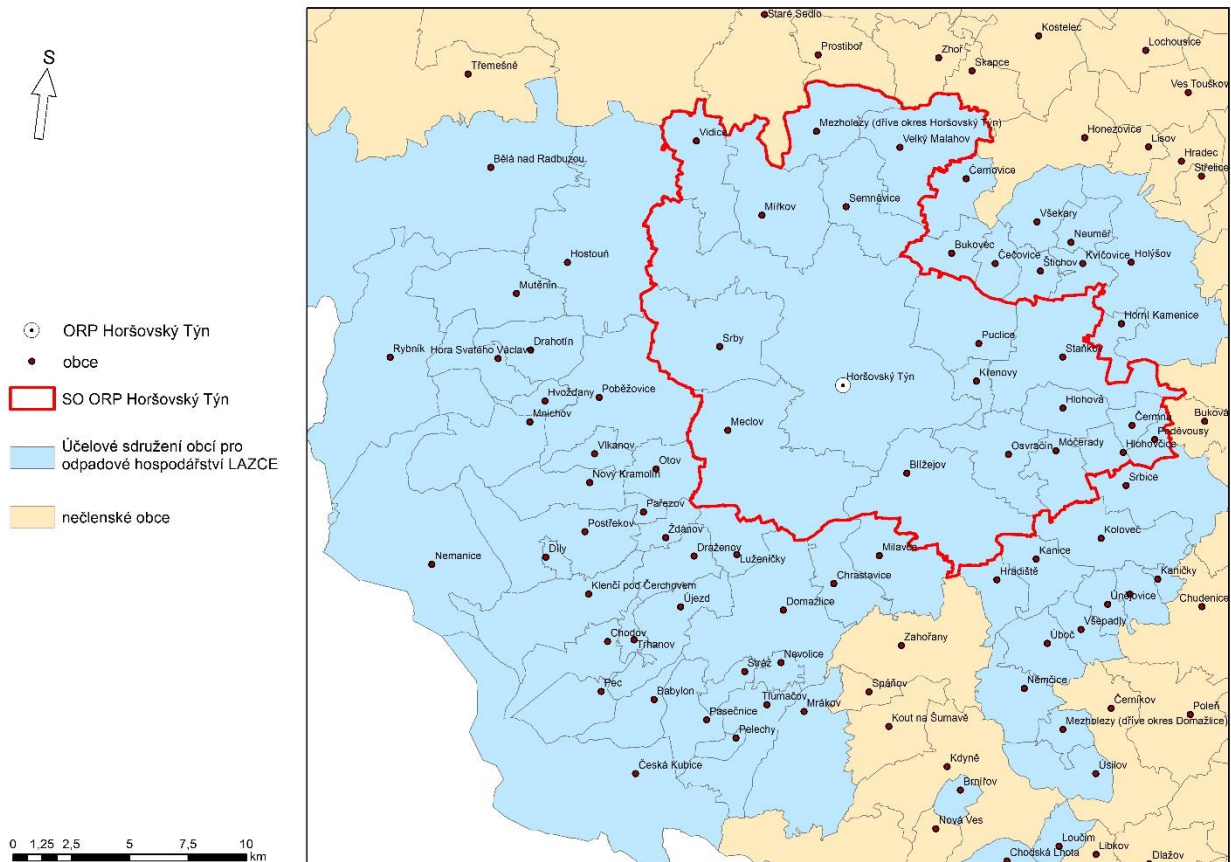 S
ORP Horšovský Týn
obce
SO ORP Horšovský Týn
Účelové sdružení obcí pro
odpadové hospodářství LAZCE
nečlenské obce
0 1,25 2,5 5 7,5 10
km
Staré Sedlo
Kostelec
Prostiboř
Zhoř
Lochousice
Třemešné
Skapce
Ves Touškov
Mezholezy (dříve okres Horšovský Týn)
Vidice
Velký Malahov
Honezovice
Lisov
Hradec
Střelice
Bělá nad Radbuzou
Černovice
Semněvice
Mířkov
Všekary
Neuměř
Bukovec
Čečovice
Štichov
Kvíčovice
Holýšov
Hostouň
Mutěnín
Horní Kamenice
Rybník
Hora Svatého Václava
Drahotín
Srby
Puclice
Staňkov
Horšovský Týn
Křenovy
Hvožďany
Poběžovice
Mnichov
Hlohová
Čermná
Buková
Meclov
Poděvousy
Vlkanov
Osvračín
Močerady
Hlohovčice
Otov
Nový Kramolín
Blížejov
Srbice
Pařezov
Postřekov
Ždánov
Koloveč
Díly
Draženov
Luženičky
Milavče
Kanice
Nemanice
Klenčí pod Čerchovem
Chrastavice
Hradiště
Kaničky
Újezd
Domažlice
Únějovice
Chudenice
Chodov
Trhanov
Zahořany
Všepadly
Úboč
Stráž
Nevolice
Pec
Babylon
Spáňov
Němčice
Tlumačov
Mrákov
Černíkov
Poleň
Pasečnice
Kout na Šumavě
Mezholezy (dříve okres Domažlice)
Pelechy
Česká Kubice
Kdyně
Úsilov
Brnířov
Nová Ves
Loučim
Libkov
Chodská Lhota
Dlažov